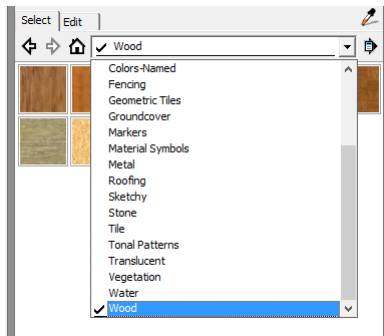 Select Edit
Wood
Colors-Named
Fencing
Geometric Tiles
Groundcover
Markers
Material Symbols
Metal
Roofing
Sketchy
Stone
Tile
Tonal Patterns
Translucent
Vegetation
Water
Wood